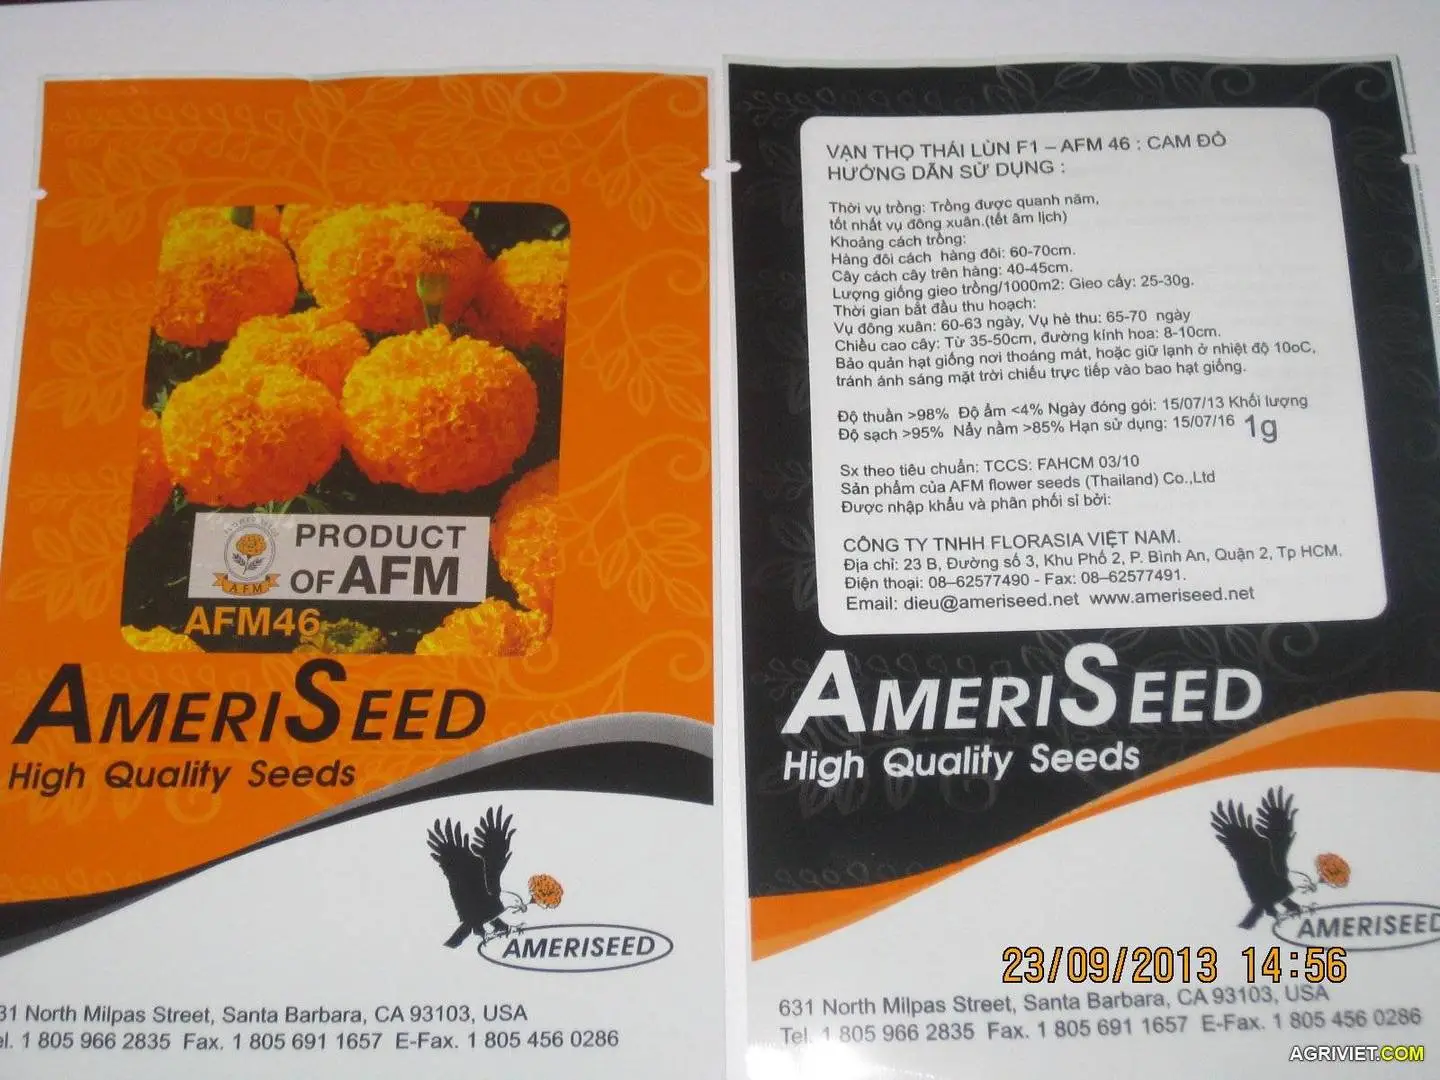 PRODUCT
OF AFM
AFM
AFM46
AMERISEED
High Quality Seeds
AMERISEED
31 North Milpas Street, Santa Barbara, CA 93103, USA
el. 1 805 966 2835 Fax. 1 805 691 1657 E-Fax. 1 805 456 0286
VẠN THỌ THÁI LÙN F1 – AFM 46 : CAM ĐỎ
HƯỚNG DẪN SỬ DỤNG :
Thời vụ trồng: Trồng được quanh năm,
tốt nhất vụ đông xuân.(tết âm lịch)
Khoảng cách trồng:
Hàng đôi cách hàng đôi: 60-70cm.
Cây cách cây trên hàng: 40-45cm.
Lượng giống gieo trồng/1000m2: Gieo cấy: 25-30g.
Thời gian bắt đầu thu hoạch:
Vụ đông xuân: 60-63 ngày, Vụ hè thu: 65-70 ngày
Chiều cao cây: Từ 35-50cm, đường kính hoa: 8-10cm.
Bảo quản hạt giống nơi thoáng mát, hoặc giữ lạnh ở nhiệt độ 10oC,
tránh ánh sáng mặt trời chiếu trực tiếp vào bao hạt giống.
Độ thuần >98% Độ ẩm <4% Ngày đóng gói: 15/07/13 Khối lượng
Độ sạch >95% Nẩy nầm >85% Hạn sử dụng: 15/07/16 1g
Sx theo tiêu chuẩn: TCCS: FAHCM 03/10
Sản phẩm của AFM flower seeds (Thailand) Co.,Ltd
Được nhập khẩu và phân phối sỉ bởi:
CÔNG TY TNHH FLORASIA VIỆT NAM.
Địa chỉ: 23 B, Đường số 3, Khu Phố 2, P. Bình An, Quận 2, Tp HCM.
Điện thoại: 08–62577490 - Fax: 08–62577491.
Email: dieu@ameriseed.net www.ameriseed.net
AMERISEED
High Quality Seeds
AMERISEED
23/09/2013 14:56
631 North Milpas Street, Santa Barbara, CA 93103, USA
Tel. 1 805 966 2835 Fax. 1 805 691 1657 E-Fax. 1 805 456 0286
AGRIVIET.COM